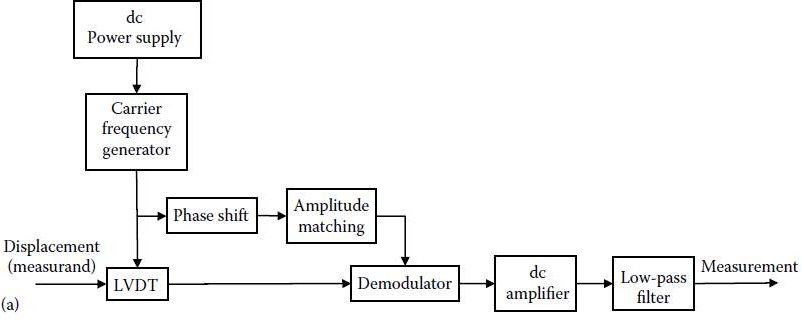 dc
Power supply
Carrier
frequency
generator
Phase shift
Amplitude
matching
Displacement
(measurand)
LVDT
Demodulator
dc
amplifier
Low-pass
filter
Measurement
(a)